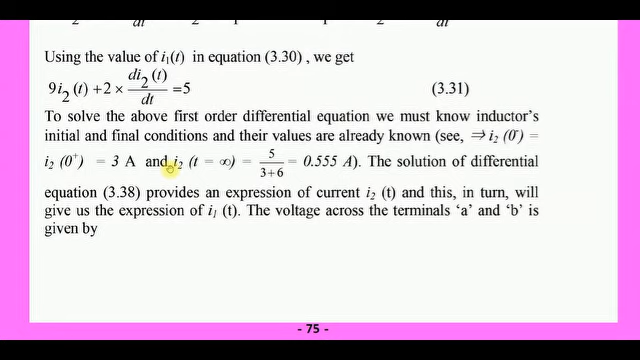 Using the value of i1(t) in equation (3.30), we get
9i2(t)+2×di2(t)/dt=5 (3.31)
To solve the above first order differential equation we must know inductor's
initial and final conditions and their values are already known (see, ⇒ i2 (0-) =
i2 (0+) = 3 A and i2 (t = ∞) = 5/3+6 = 0.555 A). The solution of differential
equation (3.38) provides an expression of current i2 (t) and this, in turn, will
give us the expression of i1 (t). The voltage across the terminals ‘a’ and ‘b’ is
given by
- 75 -